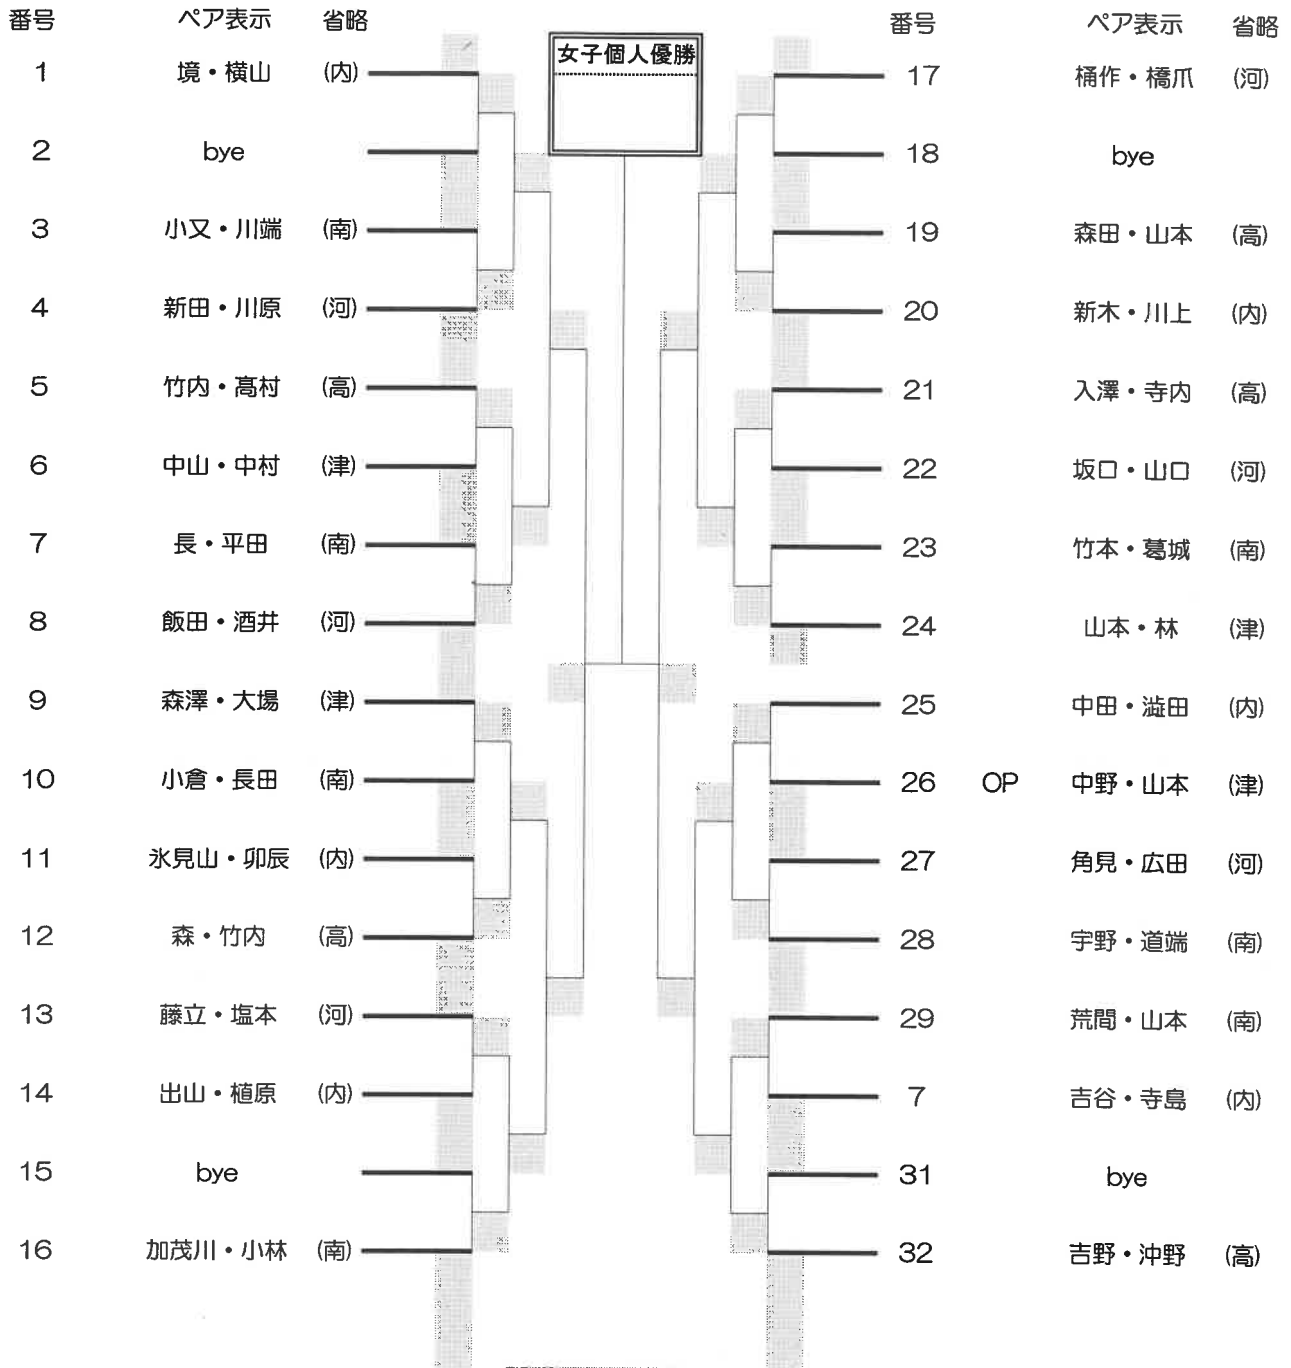 番号 ペア表示 省略
1 境・横山 (内)
2 bye
3 小又・川端 (南)
4 新田・川原 (河)
5 竹内・髙村 (高)
6 中山・中村 (津)
7 長・平田 (南)
8 飯田・酒井 (河)
9 森澤・大場 (津)
10 小倉・長田 (南)
11 氷見山・卯辰 (内)
12 森・竹内 (高)
13 藤立・塩本 (河)
14 出山・植原 (内)
15 bye
16 加茂川・小林 (南)
女子個人優勝
番号 ペア表示 省略
17 桶作・橋爪 (河)
18 bye
19 森田・山本 (高)
20 新木・川上 (内)
21 入澤・寺内 (高)
22 坂口・山口 (河)
23 竹本・葛城 (南)
24 山本・林 (津)
25 中田・澁田 (内)
26 OP 中野・山本 (津)
27 角見・広田 (河)
28 宇野・道端 (南)
29 荒間・山本 (南)
7 吉谷・寺島 (内)
31 bye
32 吉野・沖野 (高)